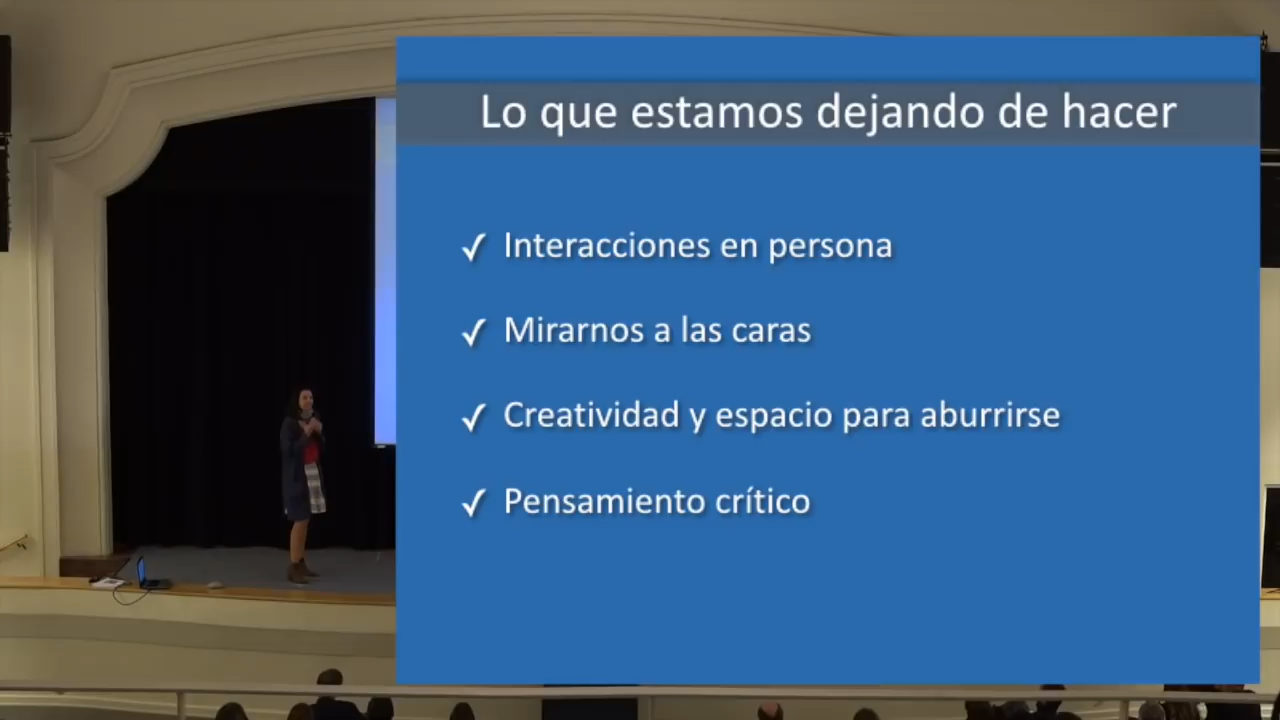 Lo que estamos dejando de hacer
✓ Interacciones en persona
✓ Mirarnos a las caras
✓ Creatividad y espacio para aburrirse
✓ Pensamiento crítico